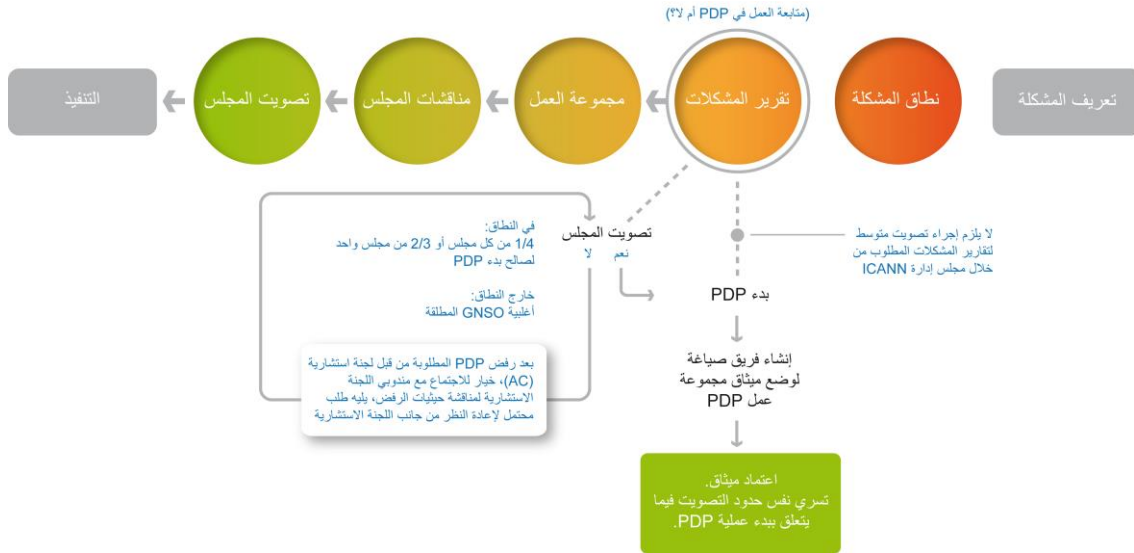 (متابعة العمل في PDP أم لا؟)
تعريف المشكلة
نطاق المشكلة
تقرير المشكلات
مجموعة العمل
مناقشات المجلس
تصويت المجلس
التنفيذ
لا يلزم إجراء تصويت متوسط
لتقارير المشكلات المطلوب من
خلال مجلس إدارة ICANN
تصويت المجلس
نعم
لا
في النطاق:
1/4 من كل مجلس أو 2/3 من مجلس واحد
لصالح بدء PDP
خارج النطاق:
أغلبية GNSO المطلقة
بعد رفض PDP المطلوبة من قبل لجنة استشارية
(AC)، خيار للاجتماع مع مندوبي اللجنة
الاستشارية لمناقشة حيثيات الرفض، يليه طلب
محتمل لإعادة النظر من جانب اللجنة الاستشارية
بدء PDP
إنشاء فريق صياغة
لوضع ميثاق مجموعة
عمل PDP
اعتماد ميثاق.
تسري نفس حدود التصويت فيما
يتعلق ببدء عملية PDP.